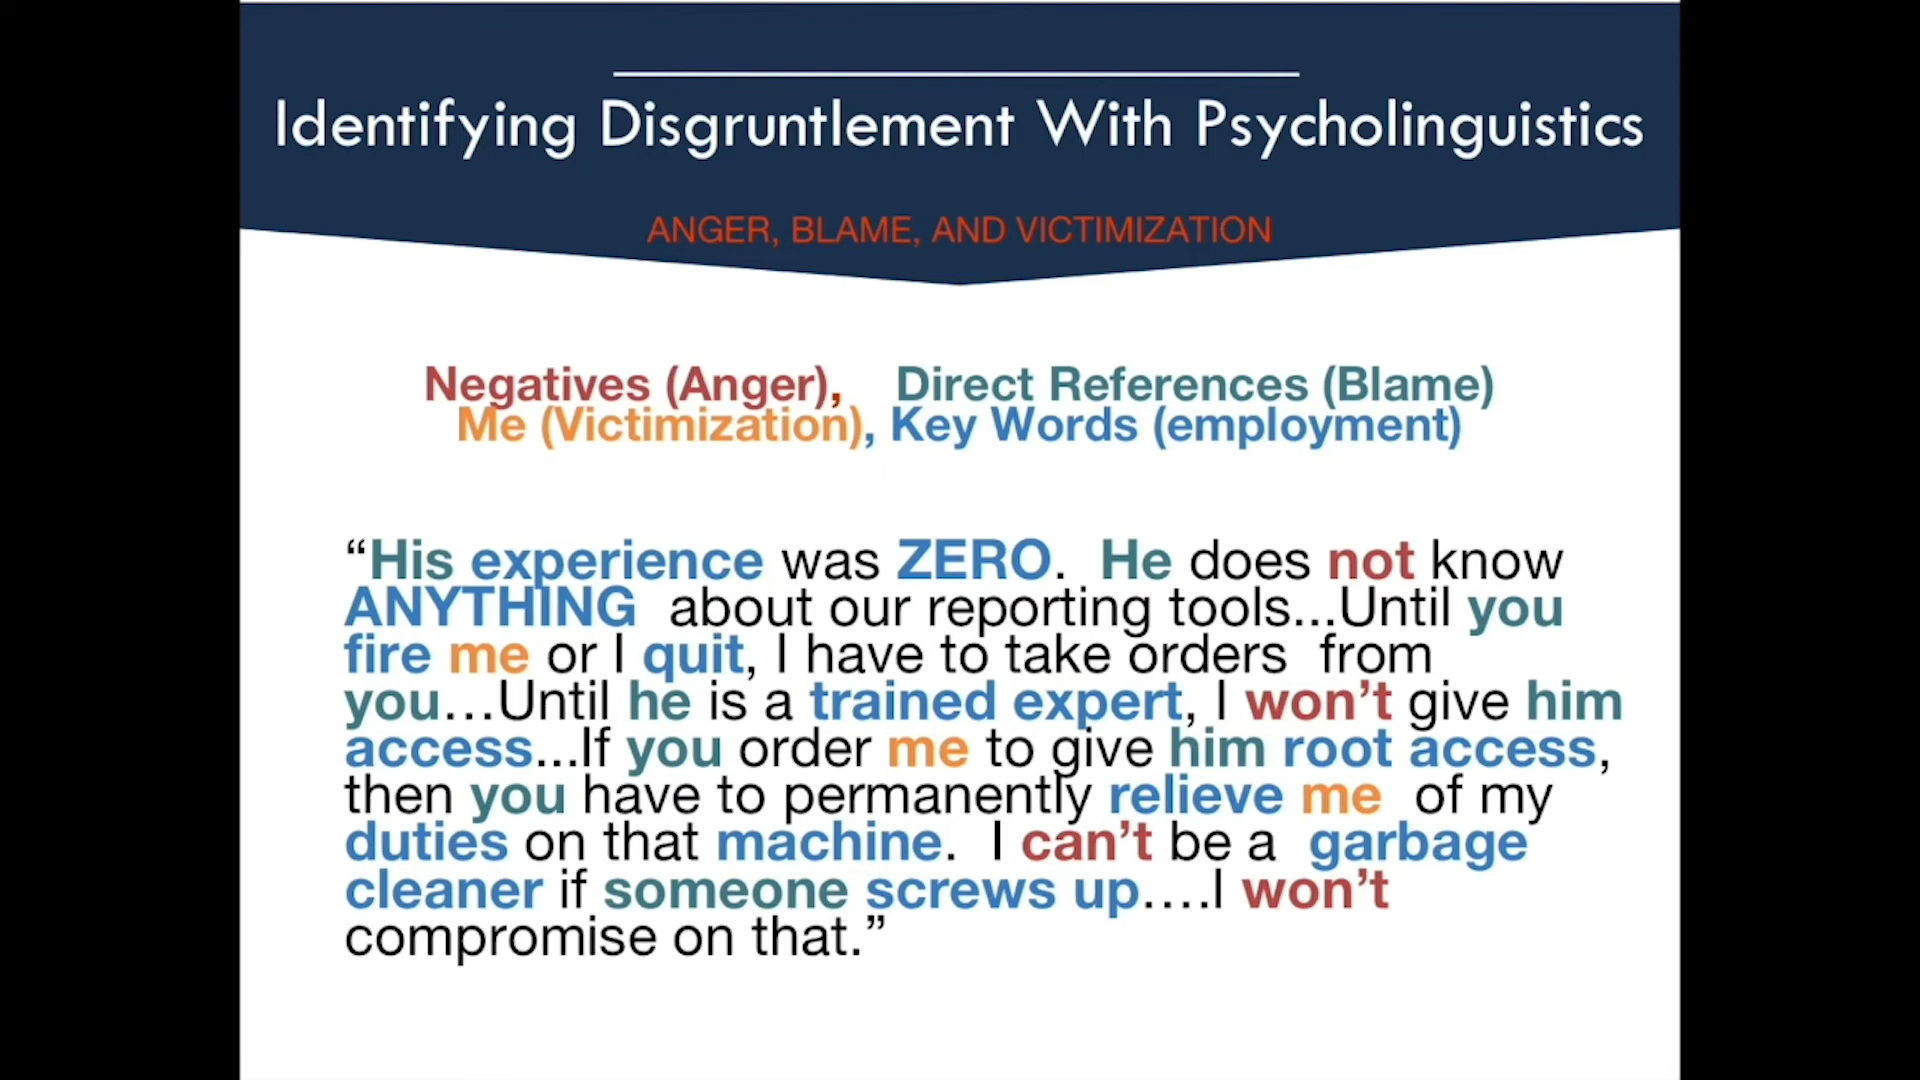 Identifying Disgruntlement With Psycholinguistics
ANGER, BLAME, AND VICTIMIZATION
Negatives (Anger), Direct References (Blame)
Me (Victimization), Key Words (employment)
“His experience was ZERO. He does not know
ANYTHING about our reporting tools...Until you
fire me or I quit, I have to take orders from
you…Until he is a trained expert, I won’t give him
access...If you order me to give him root access,
then you have to permanently relieve me of my
duties on that machine. I can’t be a garbage
cleaner if someone screws up….I won’t
compromise on that.”